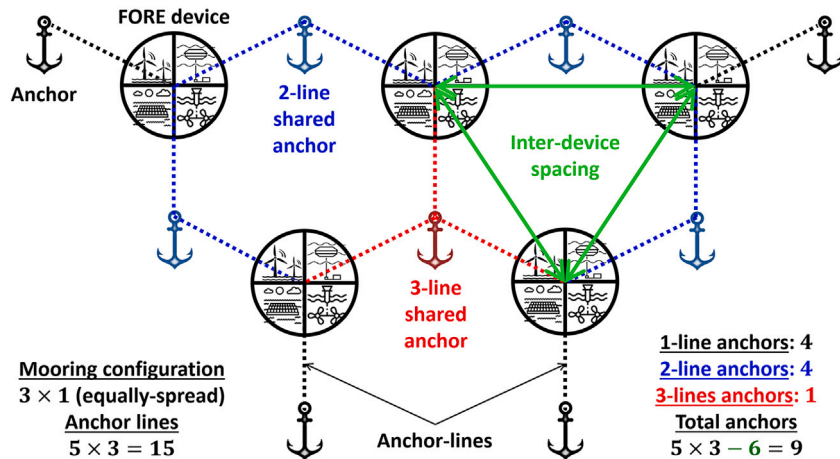 FORE device
Anchor
2-line
shared
anchor
Inter-device
spacing
3-line
shared
anchor
Mooring configuration
3 × 1 (equally-spread)
Anchor lines
5 × 3 = 15
Anchor-lines
1-line anchors: 4
2-line anchors: 4
3-lines anchors: 1
Total anchors
5 × 3 − 6 = 9